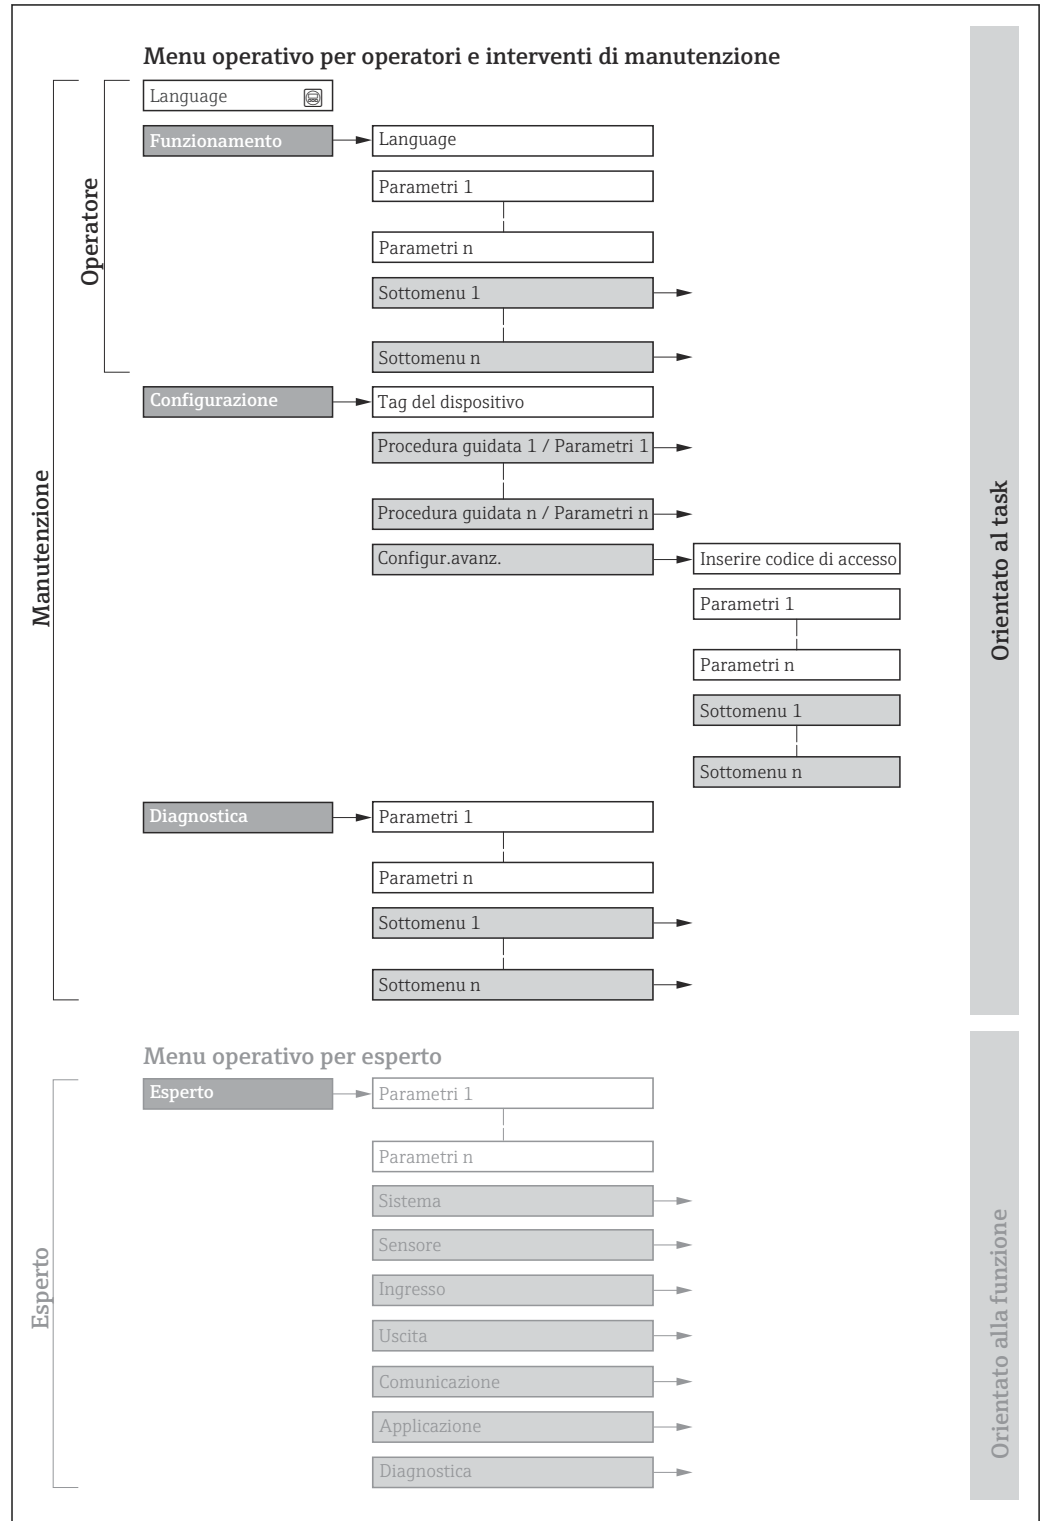 Menu operativo per operatori e interventi di manutenzione
Language
Funzionamento
Language
Parametri 1
Parametri n
Sottomenu 1
Sottomenu n
Operatore
Configurazione
Tag del dispositivo
Procedura guidata 1 / Parametri 1
Procedura guidata n / Parametri n
Configur.avanz.
Inserire codice di accesso
Parametri 1
Parametri n
Sottomenu 1
Sottomenu n
Manutenzione
Orientato al task
Diagnostica
Parametri 1
Parametri n
Sottomenu 1
Sottomenu n
Menu operativo per esperto
Esperto
Parametri 1
Parametri n
Sistema
Sensore
Ingresso
Uscita
Comunicazione
Applicazione
Diagnostica
Esperto
Orientato alla funzione